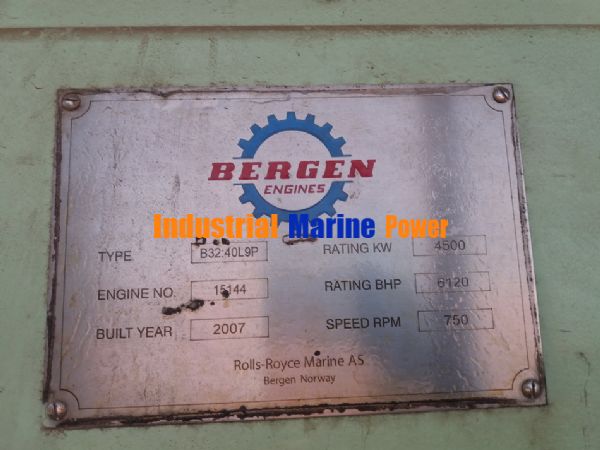 BERGEN
ENGINES
Industrial Marine Power
TYPE B32:40L9P RATING KW 4500
ENGINE NO 15144 RATING BHP 6120
BUILT YEAR 2007 SPEED RPM 750
Rolls-Royce Marine AS
Bergen Norway